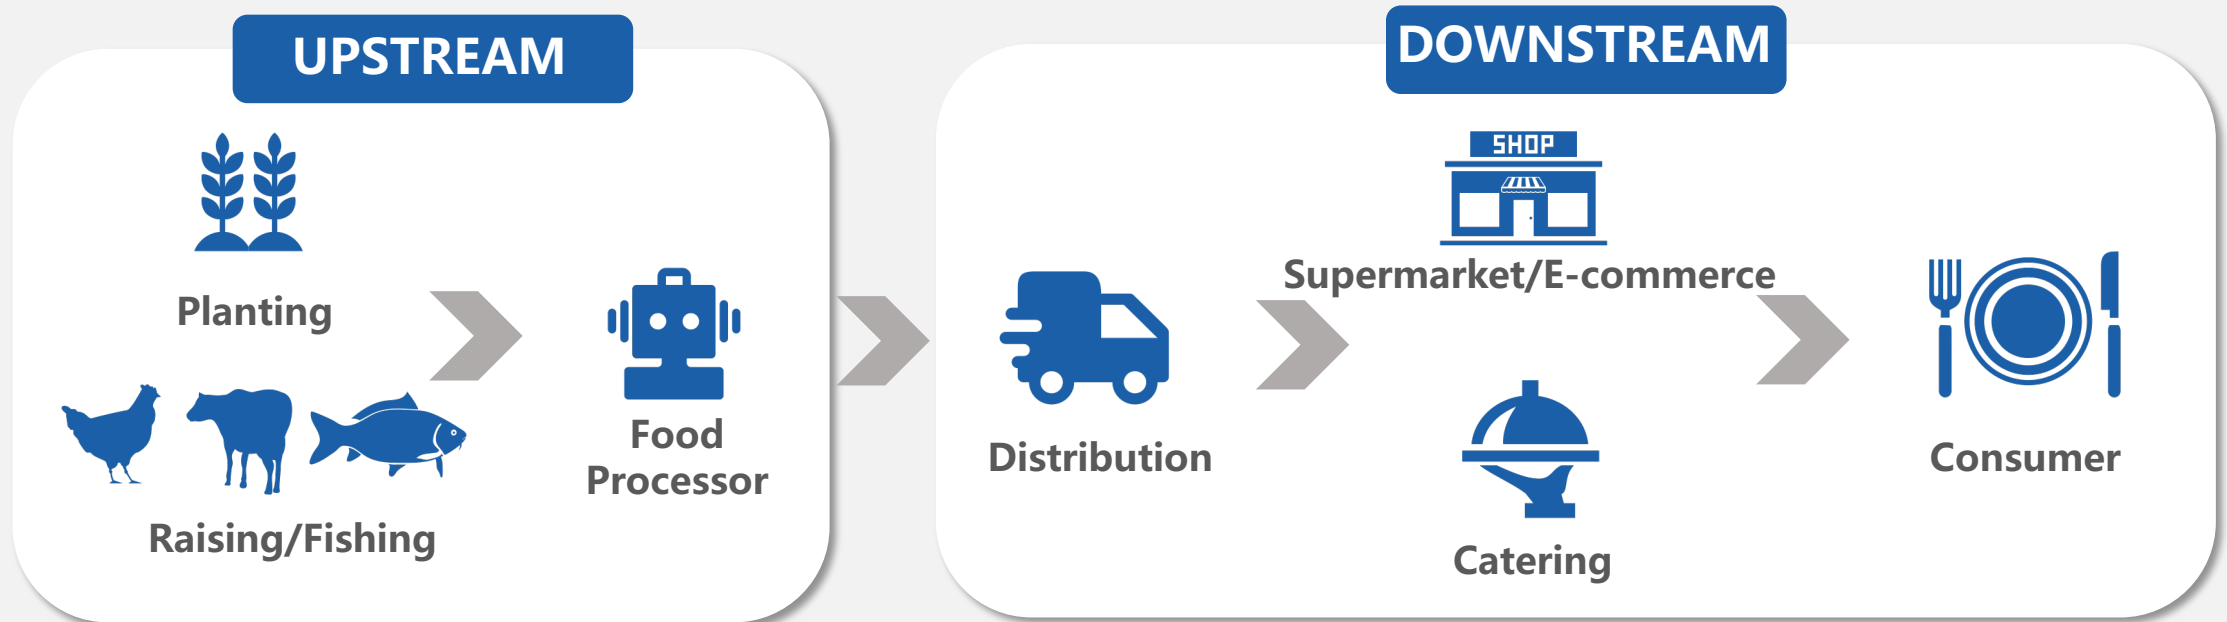 UPSTREAM
Planting
Raising/Fishing
Food
Processor
DOWNSTREAM
Distribution
SHOP
Supermarket/E-commerce
Catering
Consumer